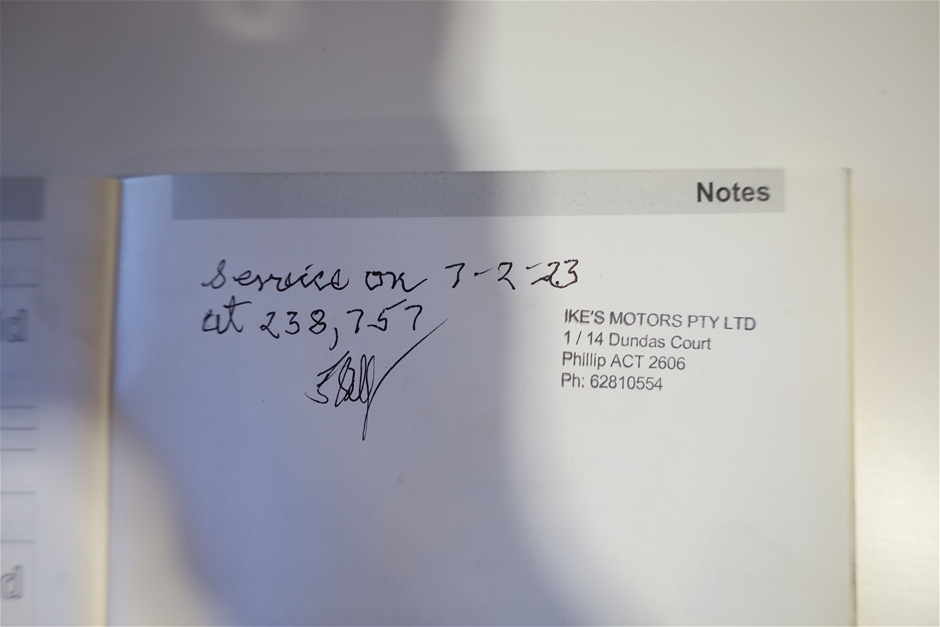 Notes
Service on 7-2-23
at 238,757
IKE'S MOTORS PTY LTD
1 / 14 Dundas Court
Phillip ACT 2606
Ph: 62810554